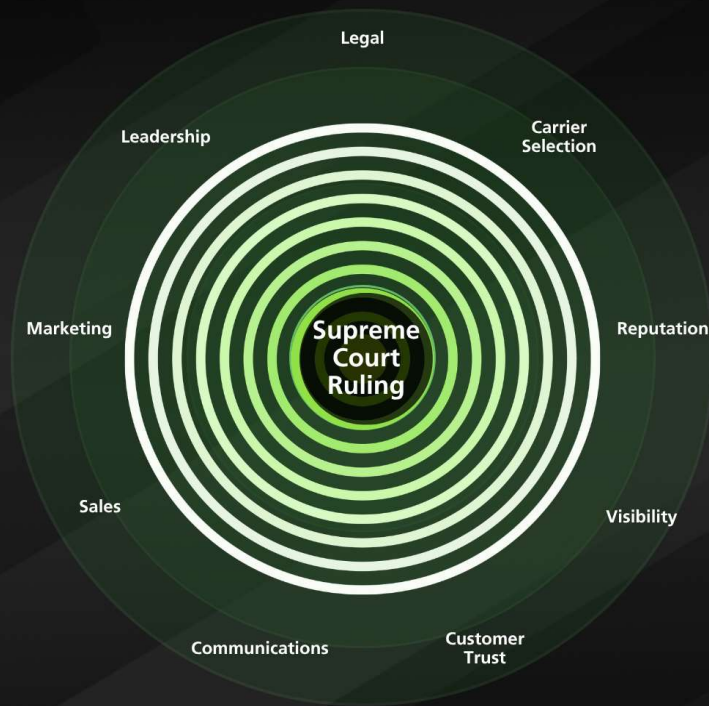 Legal
Leadership
Carrier
Selection
Marketing
Supreme
Court
Ruling
Reputation
Sales
Visibility
Communications
Customer
Trust